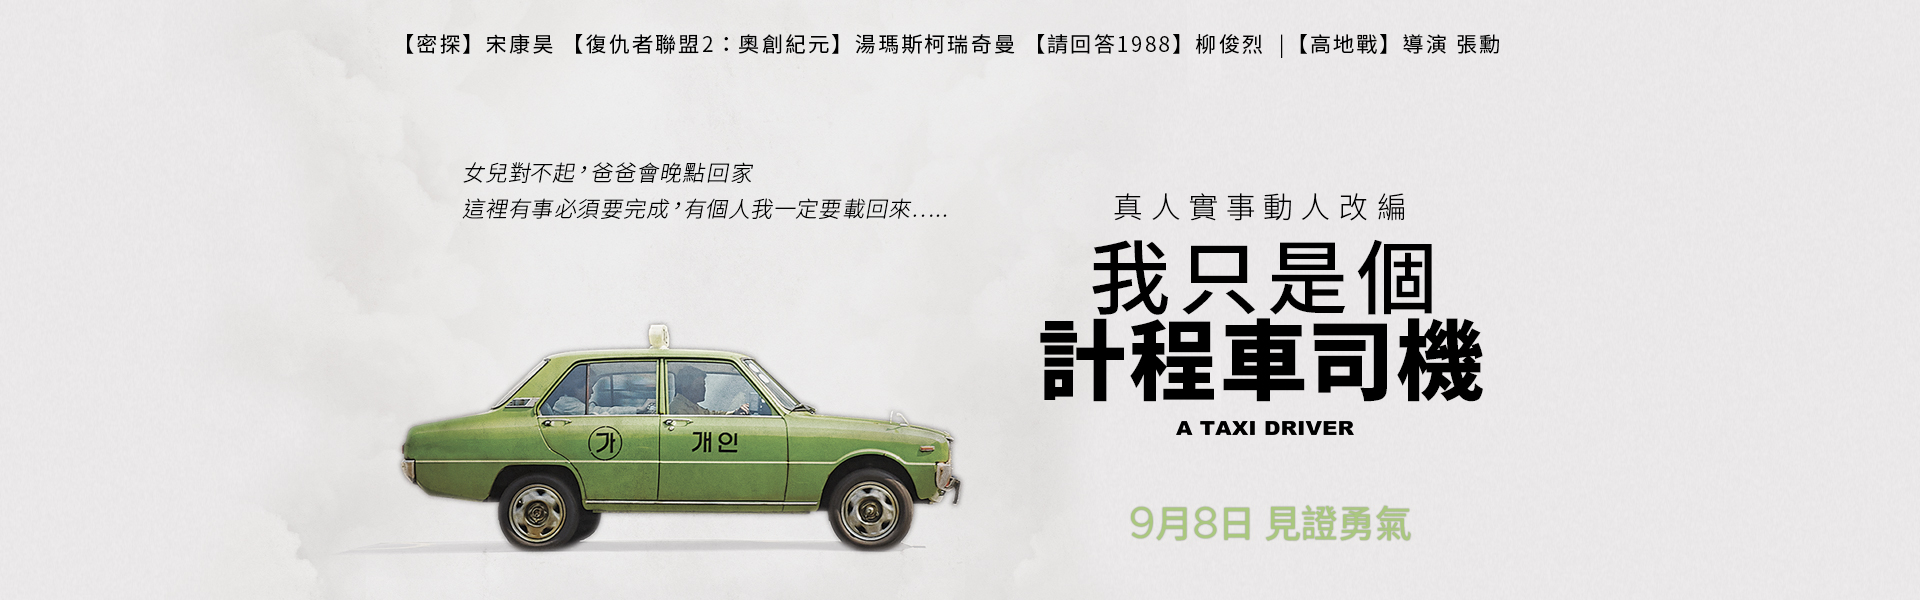 【密探】宋康昊 【復仇者聯盟2：奧創紀元】湯瑪斯柯瑞奇曼 【請回答1988】柳俊烈 |【高地戰】導演 張勳
女兒對不起，爸爸會晚點回家
這裡有事必須要完成，有個人我一定要載回來.....
真人實事動人改編
我只是個
計程車司機
A TAXI DRIVER
가 개인
9月8日 見證勇氣